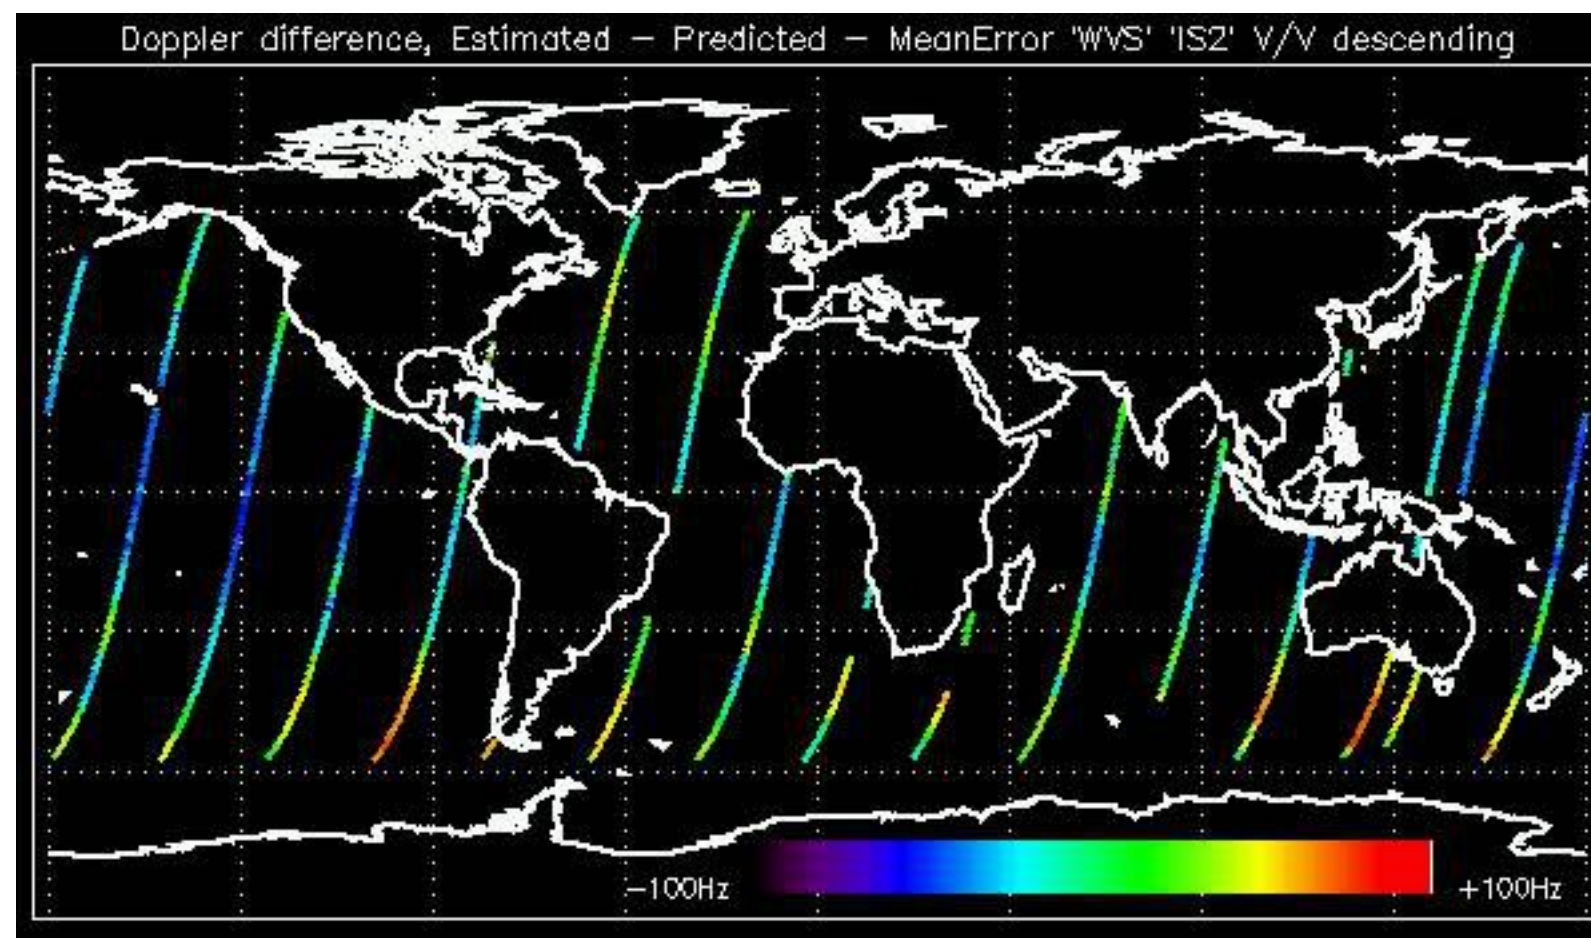 Doppler difference, Estimated – Predicted – MeanError 'WVS' 'IS2' V/V descending
–100Hz +100Hz